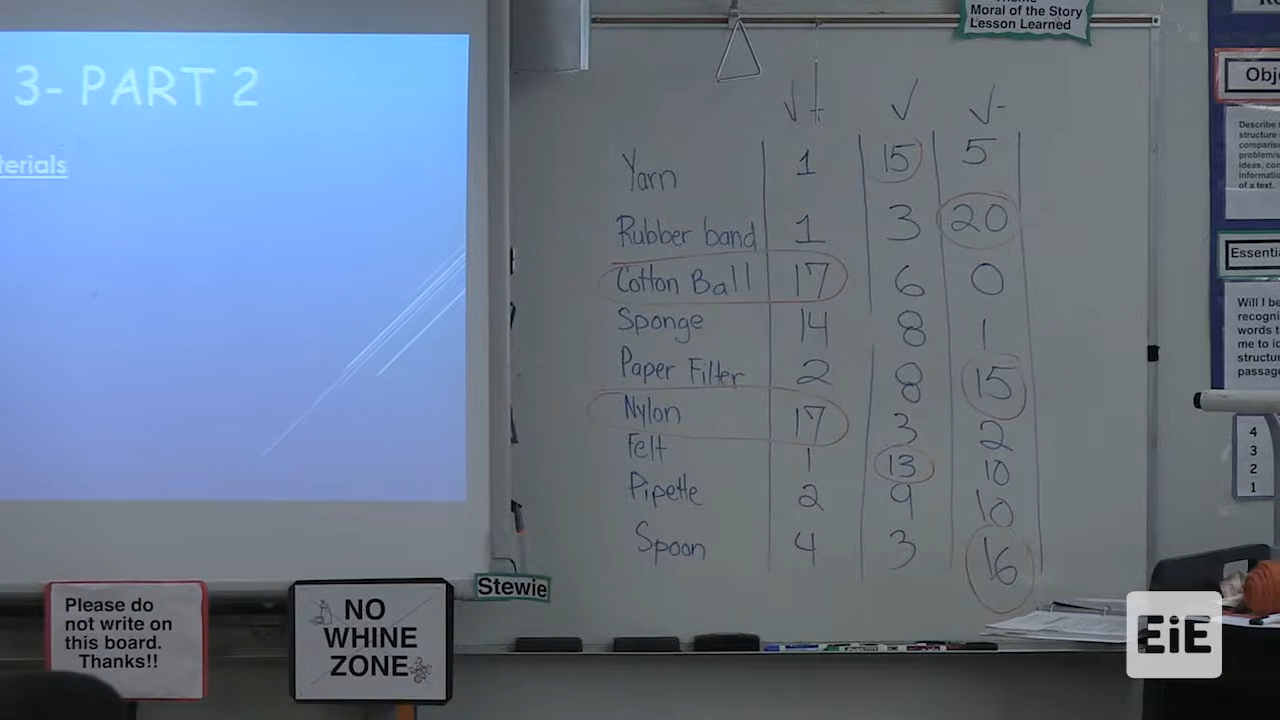 3- PART 2
terials
Moral of the Story
Lesson Learned
√+ √ √-
Yarn 1 15 5
Rubber band 1 3 20
Cotton Ball 17 6 0
Sponge 14 8 1
Paper Filter 2 8 15
Nylon 17 3 2
Felt 1 13 10
Pipette 2 9 10
Spoon 4 3 16
Stewie
Please do
not write on
this board.
Thanks!!
NO
WHINE
ZONE
Obj
Describe
structure
comparis
problem
ideas, co
informatio
of a text.
Essentia
Will I be
recogni
words t
me to i
structu
passage
4
3
2
1
EiE